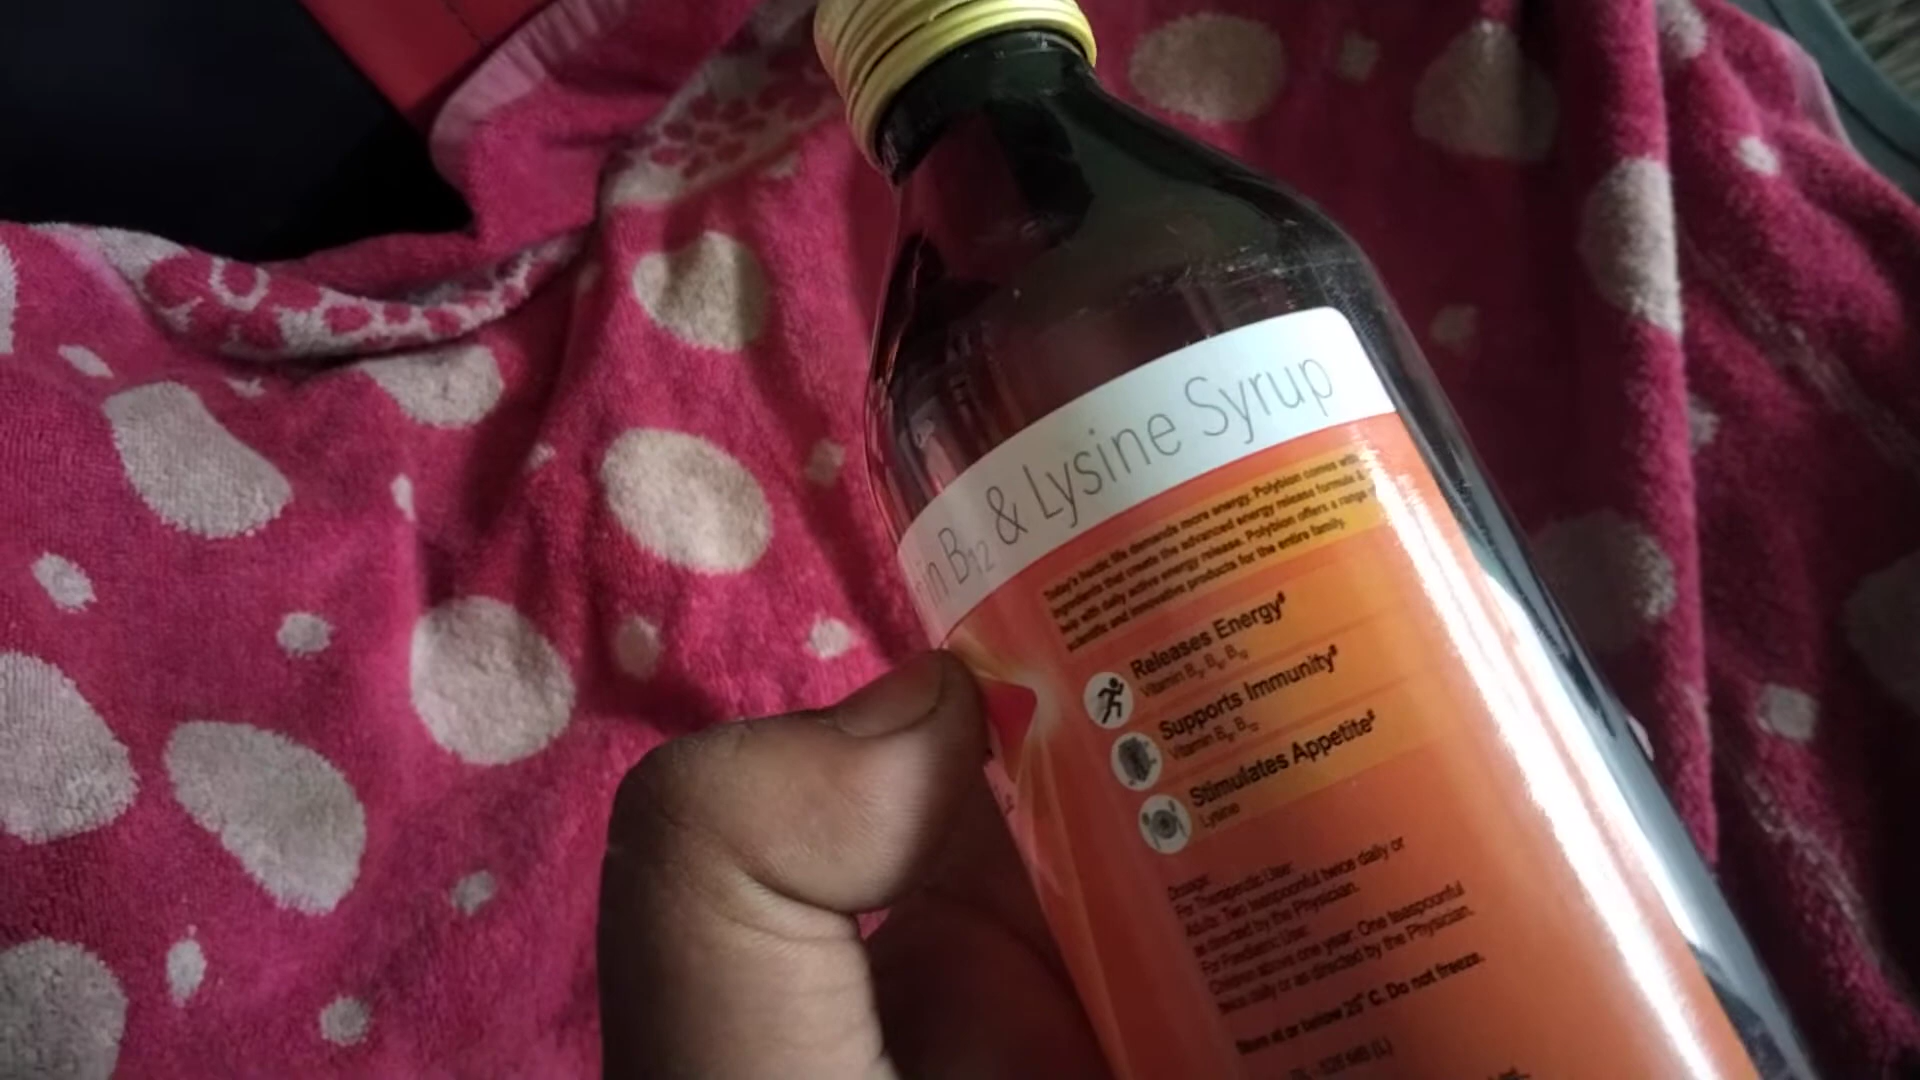 in B12 & Lysine Syrup
Today's hectic life demands more energy. Polybion comes with
ingredients that creates the advanced energy release formula &
help with daily active energy release. Polybion offers a range
scientific and innovative products for the entire family.
Releases Energy#
Vitamin B
Supports Immunity#
Vitamin B
Stimulates Appetite#
Lysine
Dosage:
For Therapeutic Use:
Adults: Two teaspoonful twice daily or
as directed by the Physician.
For Paediatric Use:
Children above one year: One teaspoonful
twice daily or as directed by the Physician.
Store at or below 25° C. Do not freeze.